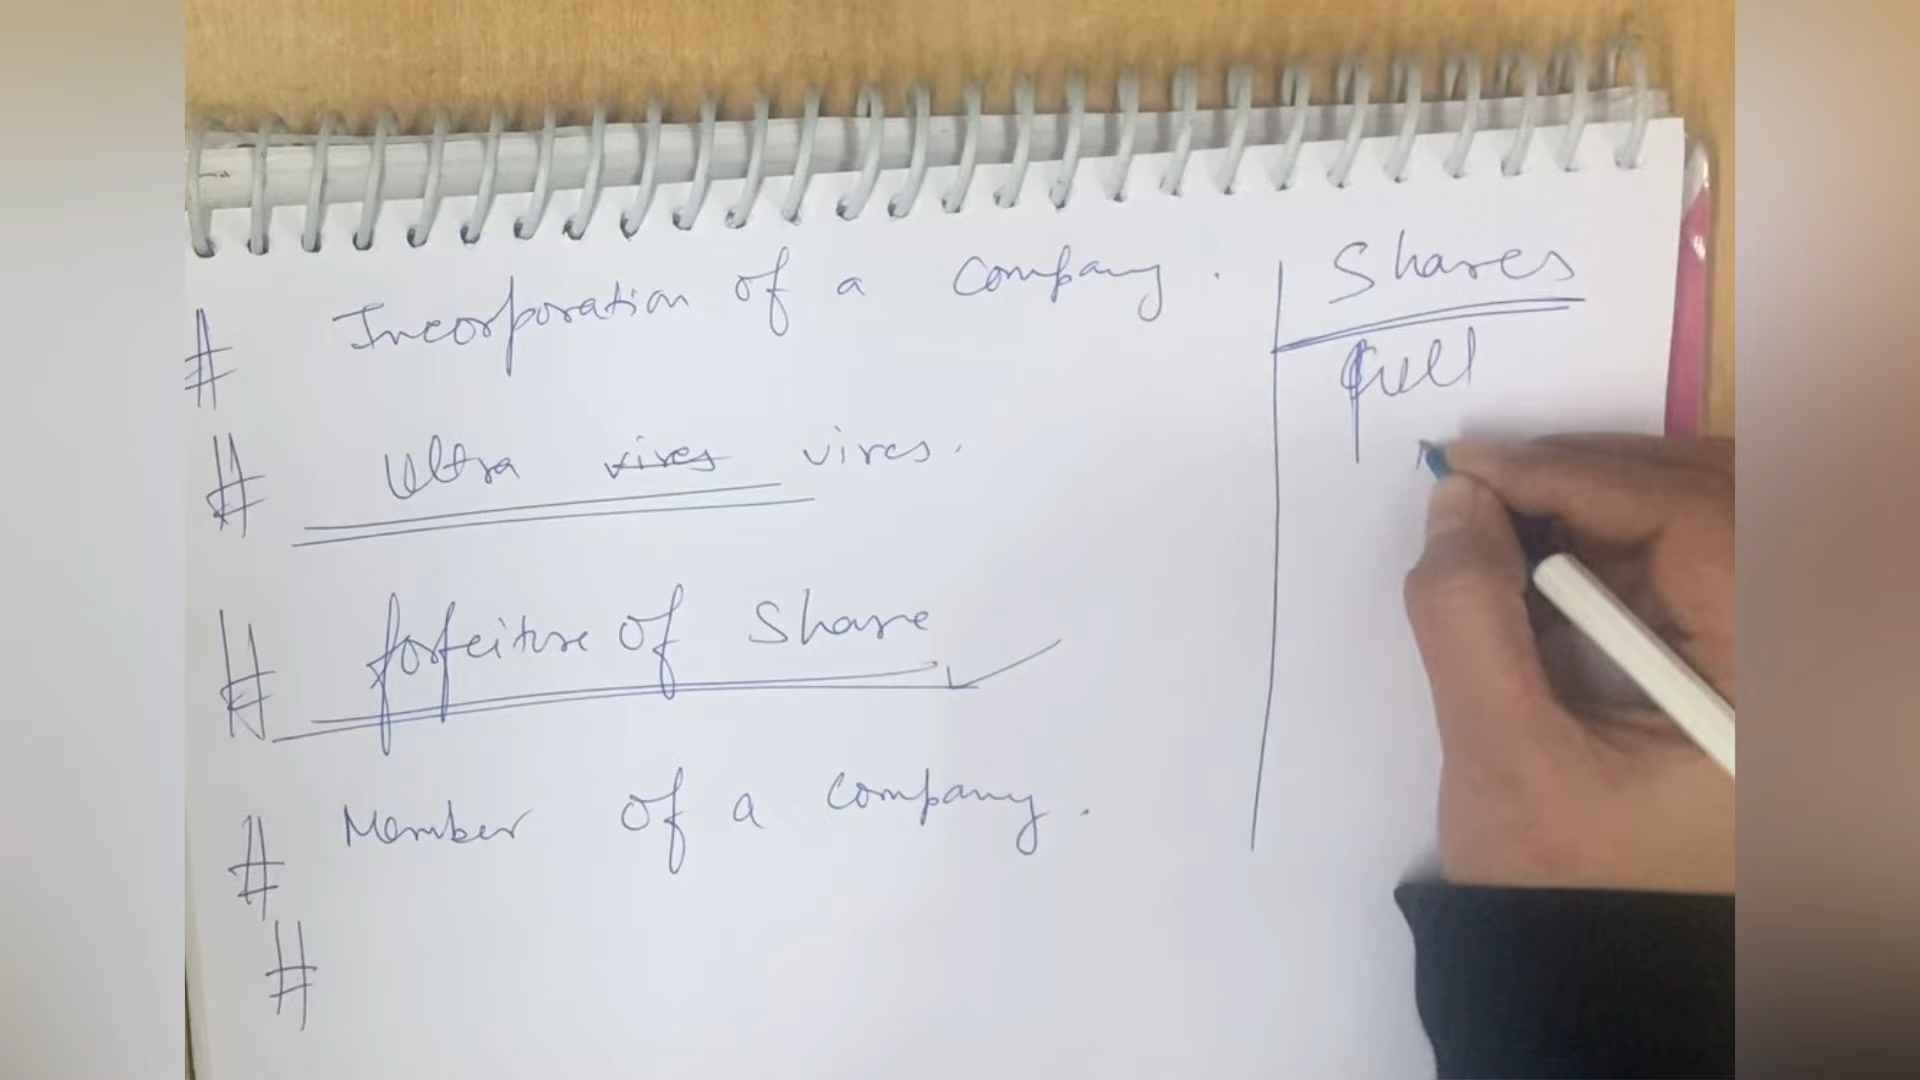 # Incorporation of a Company.
# Ultra vires vires.
# forfeiture of Share
# Member of a Company.
#
Shares
full